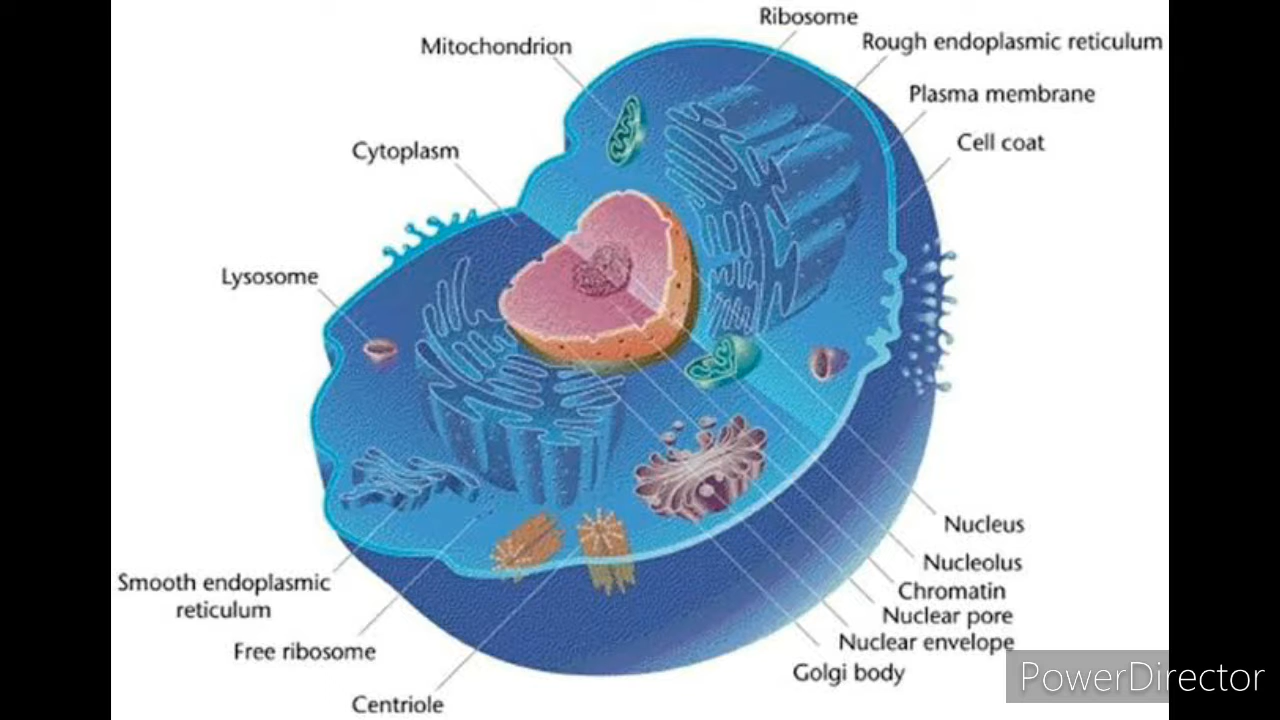 Ribosome
Mitochondrion
Rough endoplasmic reticulum
Plasma membrane
Cell coat
Cytoplasm
Lysosome
Nucleus
Nucleolus
Smooth endoplasmic
reticulum
Chromatin
Nuclear pore
Nuclear envelope
Free ribosome
Golgi body
Centriole
PowerDirector